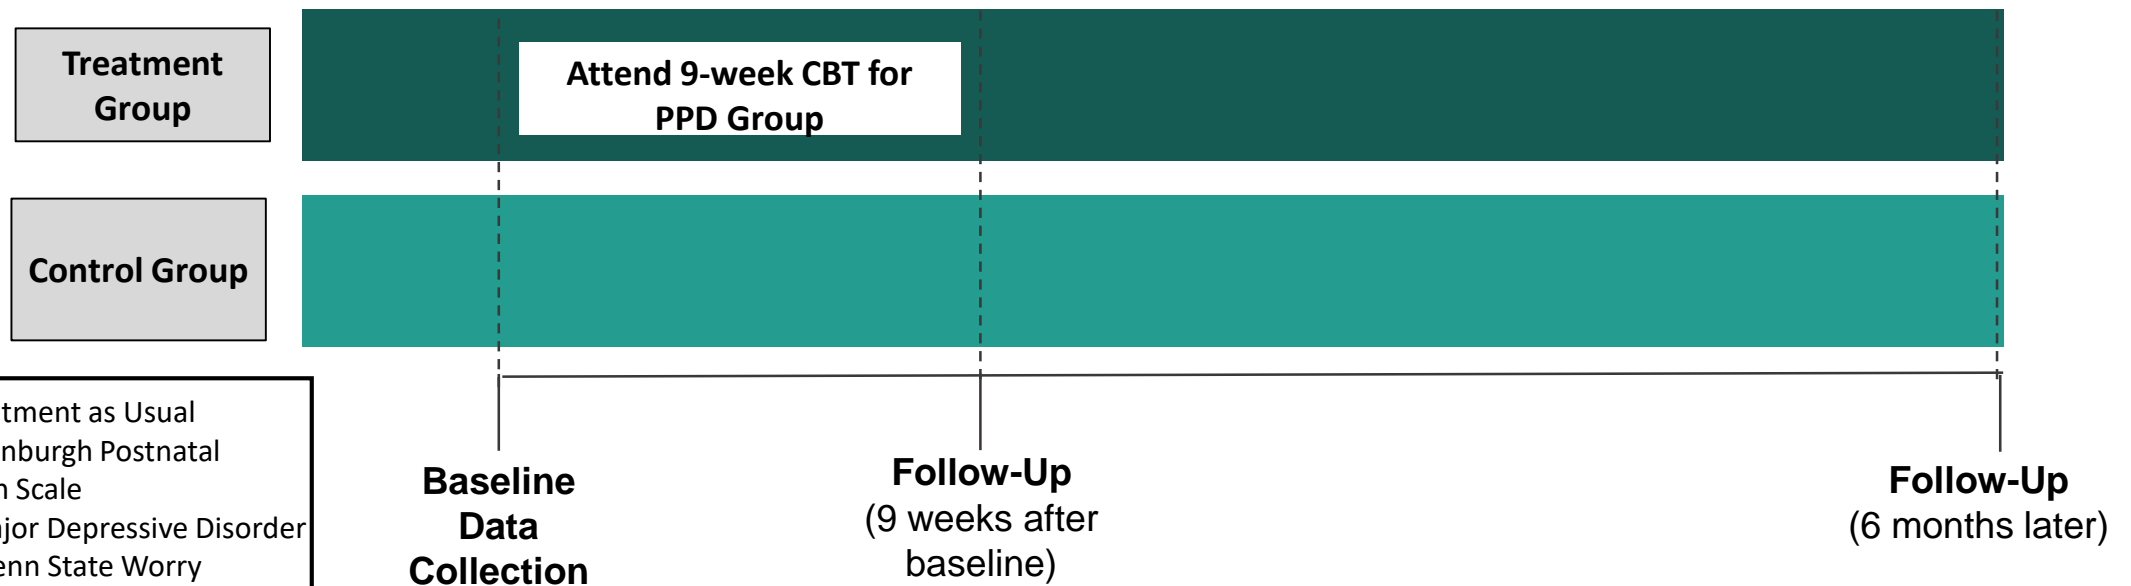 Treatment
Group
Attend 9-week CBT for
PPD Group
Control Group
tment as Usual
nburgh Postnatal
n Scale
jor Depressive Disorder
enn State Worry
Baseline
Data
Collection
Follow-Up
(9 weeks after
baseline)
Follow-Up
(6 months later)